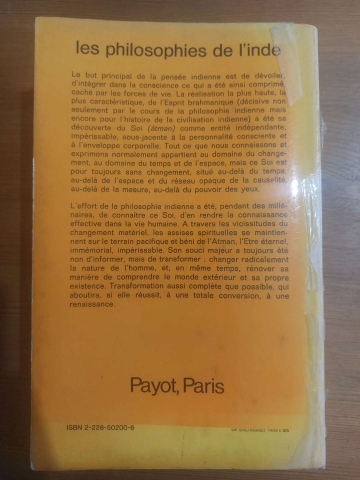 les philosophies de l'inde
Le but principal de la pensée indienne est de dévoiler,
d'intégrer dans la conscience ce qui a été ainsi comprimé,
caché par les forces de vie. La réalisation la plus haute, la
plus caractéristique, de l'Esprit brahmanique (décisive non
seulement par le cours de la philosophie indienne mais
encore pour l'histoire de la civilisation indienne) a été sa
découverte du Soi (âtman) comme entité indépendante,
impérissable, sous-jacente à la personnalité consciente et
à l'enveloppe corporelle. Tout ce que nous connaissons et
exprimons normalement appartient au domaine du change-
ment, au domaine du temps et de l'espace, mais ce Soi est
pour toujours sans changement, situé au-delà du temps,
au-delà de l'espace et du réseau opaque de la causalité,
au-delà de la mesure, au-delà du pouvoir des yeux.
L'effort de la philosophie indienne a été, pendant des millé-
naires, de connaître ce Soi, d'en rendre la connaissance
effective dans la vie humaine. A travers les vicissitudes du
changement matériel, les assises spirituelles se maintien-
nent sur le terrain pacifique et béni de l'Atman, l'Etre éternel,
immémorial, impérissable. Son souci majeur a toujours été
non d'informer, mais de transformer : changer radicalement
la nature de l'homme, et, en même temps, rénover sa
manière de comprendre le monde extérieur et sa propre
existence. Transformation aussi complète que possible, qui
aboutira, si elle réussit, à une totale conversion, à une
renaissance.
Payot, Paris
ISBN 2-228-50200-6